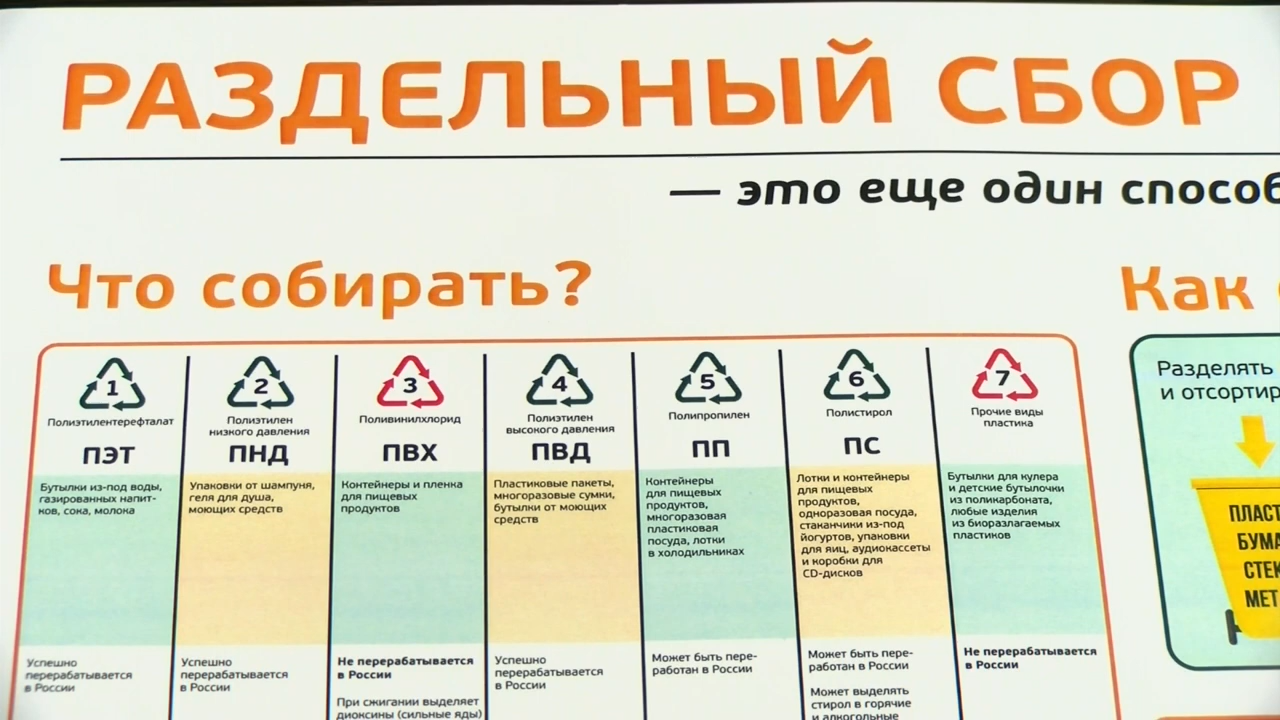 РАЗДЕЛЬНЫЙ СБОР
— это еще один способ
Что собирать?
Как
1
Полиэтилентерефталат
ПЭТ
Бутылки из-под воды,
газированных напит-
ков, сока, молока
Успешно
перерабатывается
в России
2
Полиэтилен
низкого давления
ПНД
Упаковки от шампуня,
геля для душа,
моющих средств
Успешно
перерабатывается
в России
3
Поливинилхлорид
ПВХ
Контейнеры и пленка
для пищевых
продуктов
Не перерабатывается
в России
При сжигании выделяет
диоксины (сильные яды)
4
Полиэтилен
высокого давления
ПВД
Пластиковые пакеты,
многоразовые сумки,
бутылки от моющих
средств
Успешно
перерабатывается
в России
5
Полипропилен
ПП
Контейнеры
для пищевых
продуктов,
многоразовая
пластиковая
посуда, лотки
в холодильниках
Может быть пере-
работан в России
6
Полистирол
ПС
Лотки и контейнеры
для пищевых
продуктов,
одноразовая посуда,
стаканчики из-под
йогуртов, упаковки
для яиц, аудиокассеты
и коробки для
CD-дисков
Может быть пере-
работан в России
Может выделять
стирол в горячие
и алкогольные
7
Прочие виды
пластика
Бутылки для кулера
и детские бутылочки
из поликарбоната,
любые изделия
из биоразлагаемых
пластиков
Не перерабатывается
в России
Разделять
и отсортир
ПЛАСТ
БУМА
СТЕК
МЕТ